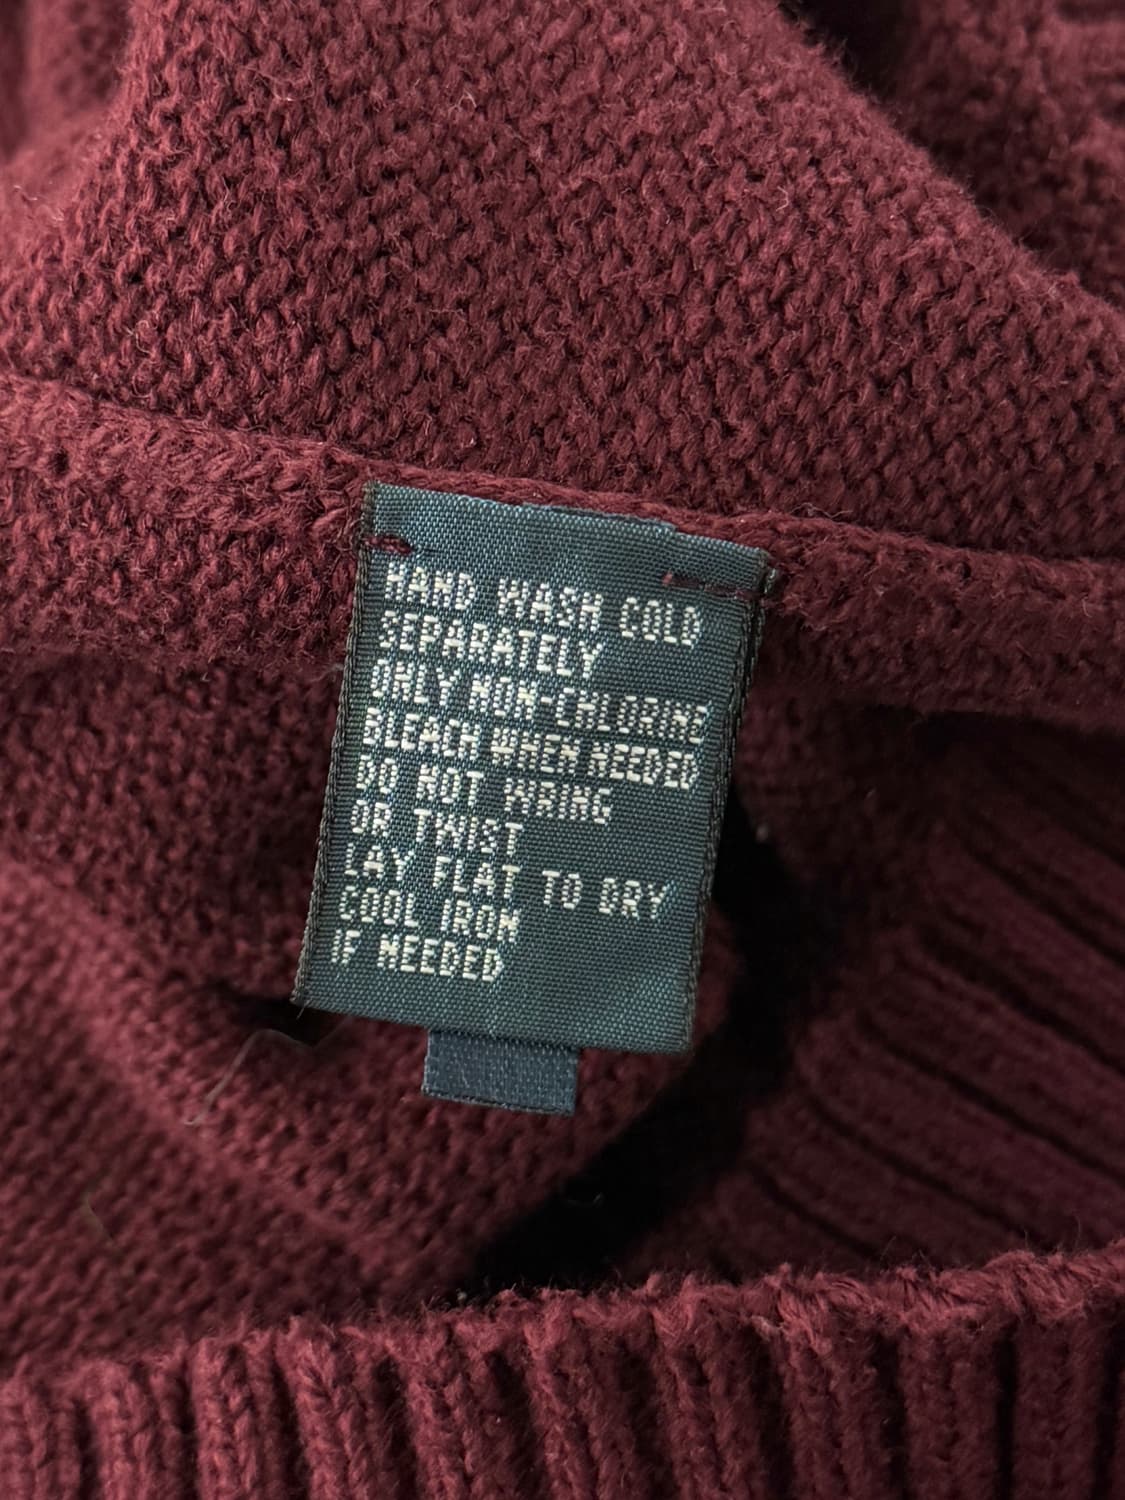 HAND WASH COLD
SEPARATELY
ONLY NON-CHLORINE
BLEACH WHEN NEEDED
DO NOT WRING
OR TWIST
LAY FLAT TO DRY
COOL IRON
IF NEEDED